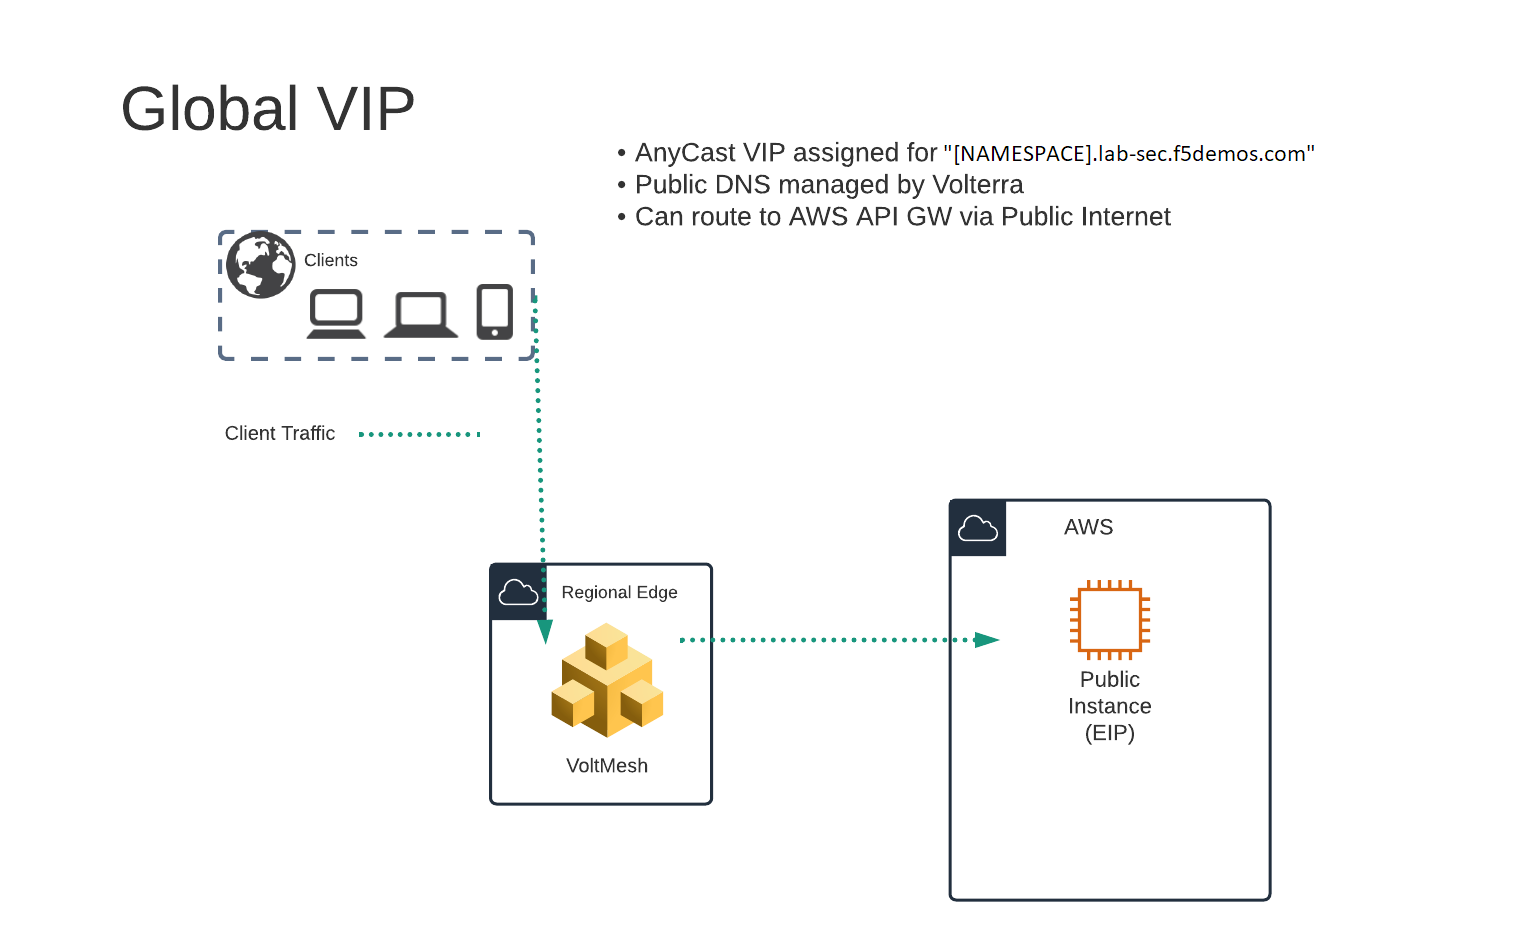 Global VIP
• AnyCast VIP assigned for "[NAMESPACE].lab-sec.f5demos.com"
• Public DNS managed by Volterra
• Can route to AWS API GW via Public Internet
Clients
Client Traffic
Regional Edge
VoltMesh
AWS
Public
Instance
(EIP)